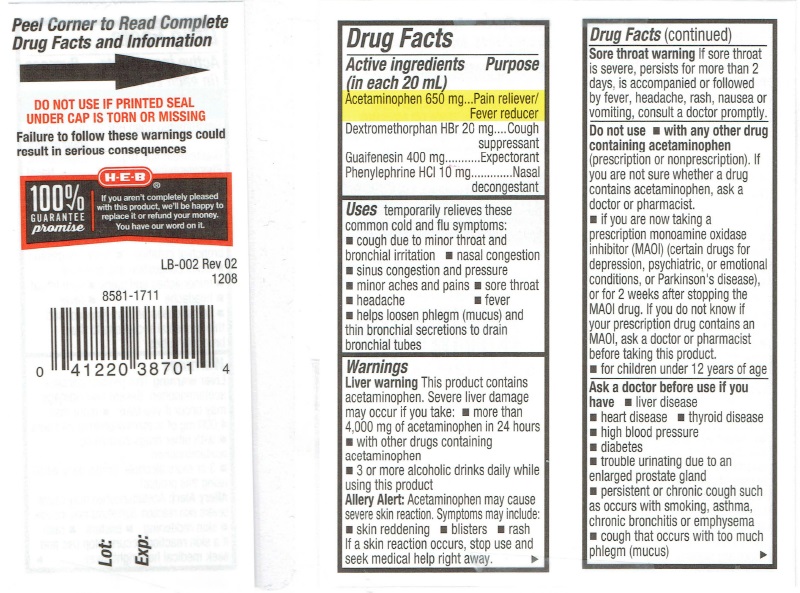 Peel Corner to Read Complete
Drug Facts and Information
DO NOT USE IF PRINTED SEAL
UNDER CAP IS TORN OR MISSING
Failure to follow these warnings could
result in serious consequences
H-E-B ®
100%
GUARANTEE
promise
If you aren't completely pleased
with this product, we'll be happy to
replace it or refund your money.
You have our word on it.
LB-002 Rev 02
1208
8581-1711
0 41220 38701 4
Lot:
Exp:
Drug Facts
Active ingredients Purpose
(in each 20 mL)
Acetaminophen 650 mg...Pain reliever/
Fever reducer
Dextromethorphan HBr 20 mg....Cough
suppressant
Guaifenesin 400 mg...........Expectorant
Phenylephrine HCl 10 mg.............Nasal
decongestant
Uses temporarily relieves these
common cold and flu symptoms:
■ cough due to minor throat and
bronchial irritation ■ nasal congestion
■ sinus congestion and pressure
■ minor aches and pains ■ sore throat
■ headache ■ fever
■ helps loosen phlegm (mucus) and
thin bronchial secretions to drain
bronchial tubes
Warnings
Liver warning This product contains
acetaminophen. Severe liver damage
may occur if you take: ■ more than
4,000 mg of acetaminophen in 24 hours
■ with other drugs containing
acetaminophen
■ 3 or more alcoholic drinks daily while
using this product
Allery Alert: Acetaminophen may cause
severe skin reaction. Symptoms may include:
■ skin reddening ■ blisters ■ rash
If a skin reaction occurs, stop use and
seek medical help right away.
Drug Facts (continued)
Sore throat warning If sore throat
is severe, persists for more than 2
days, is accompanied or followed
by fever, headache, rash, nausea or
vomiting, consult a doctor promptly.
Do not use ■ with any other drug
containing acetaminophen
(prescription or nonprescription). If
you are not sure whether a drug
contains acetaminophen, ask a
doctor or pharmacist.
■ if you are now taking a
prescription monoamine oxidase
inhibitor (MAOI) (certain drugs for
depression, psychiatric, or emotional
conditions, or Parkinson's disease),
or for 2 weeks after stopping the
MAOI drug. If you do not know if
your prescription drug contains an
MAOI, ask a doctor or pharmacist
before taking this product.
■ for children under 12 years of age
Ask a doctor before use if you
have ■ liver disease
■ heart disease ■ thyroid disease
■ high blood pressure
■ diabetes
■ trouble urinating due to an
enlarged prostate gland
■ persistent or chronic cough such
as occurs with smoking, asthma,
chronic bronchitis or emphysema
■ cough that occurs with too much
phlegm (mucus)